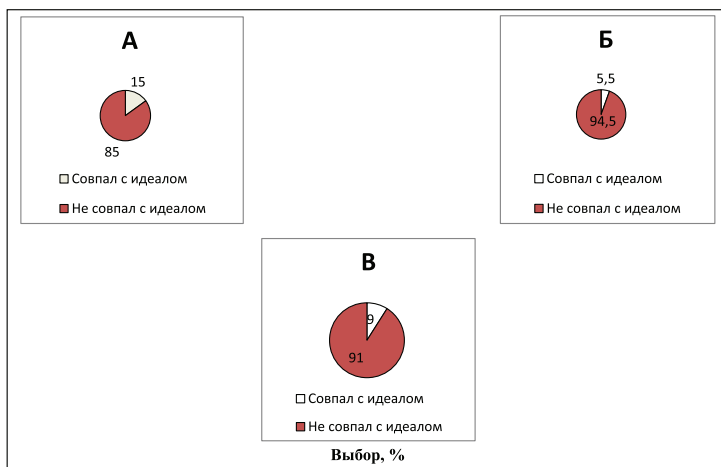 А
15
85
Совпал с идеалом
Не совпал с идеалом
Б
5,5
94,5
Совпал с идеалом
Не совпал с идеалом
В
9
91
Совпал с идеалом
Не совпал с идеалом
Выбор, %